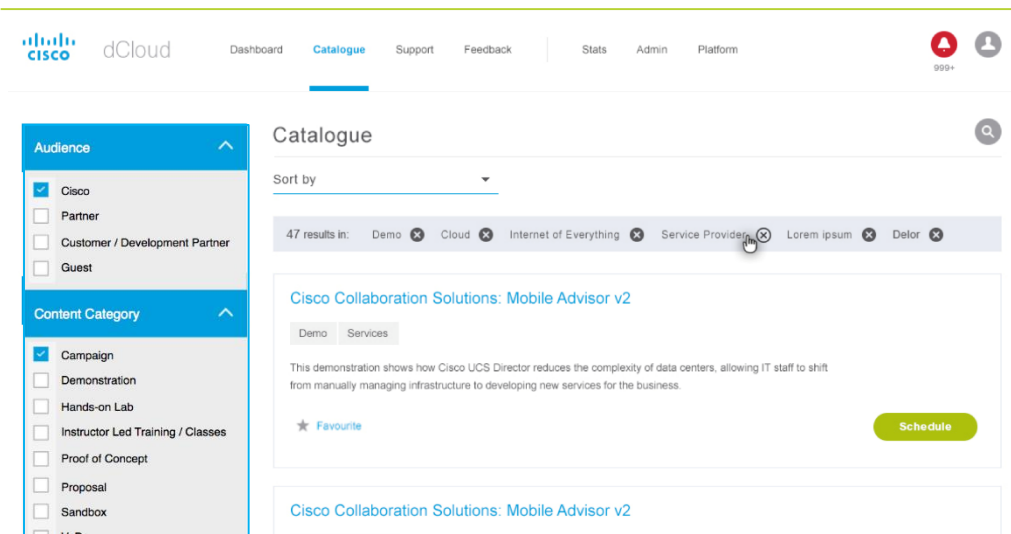 CISCO dCloud Dashboard Catalogue Support Feedback Stats Admin Platform
999+
Audience
Cisco
Partner
Customer / Development Partner
Guest
Content Category
Campaign
Demonstration
Hands-on Lab
Instructor Led Training / Classes
Proof of Concept
Proposal
Sandbox
Catalogue
Sort by
47 results in: Demo Cloud Internet of Everything Service Provider Lorem ipsum Delor
Cisco Collaboration Solutions: Mobile Advisor v2
Demo Services
This demonstration shows how Cisco UCS Director reduces the complexity of data centers, allowing IT staff to shift
from manually managing infrastructure to developing new services for the business.
Favourite Schedule
Cisco Collaboration Solutions: Mobile Advisor v2